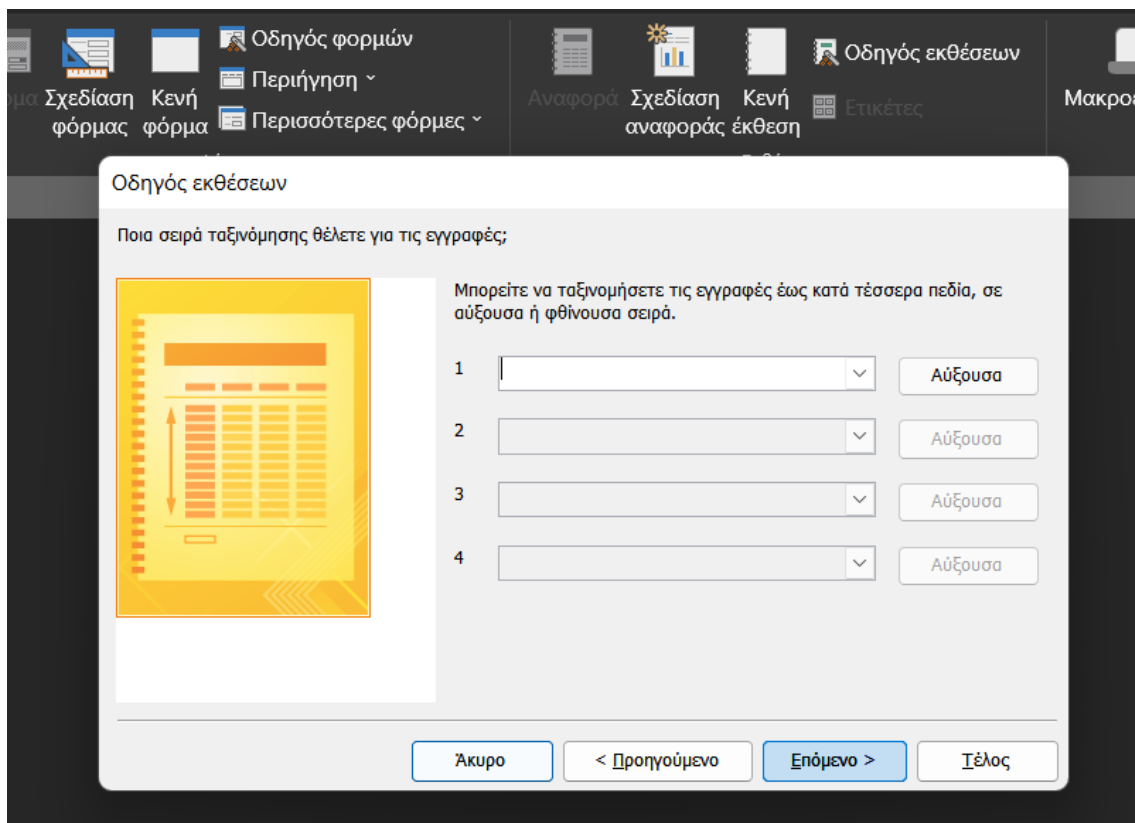 Οδηγός φορμών
Περιήγηση
Περισσότερες φόρμες
Σχεδίαση φόρμας
Κενή φόρμα
Αναφορά
Σχεδίαση αναφοράς
Κενή έκθεση
Οδηγός εκθέσεων
Ετικέτες
Οδηγός εκθέσεων
Ποια σειρά ταξινόμησης θέλετε για τις εγγραφές;
Μπορείτε να ταξινομήσετε τις εγγραφές έως κατά τέσσερα πεδία, σε
αύξουσα ή φθίνουσα σειρά.
1 Αύξουσα
2 Αύξουσα
3 Αύξουσα
4 Αύξουσα
Άκυρο < Προηγούμενο Επόμενο > Τέλος